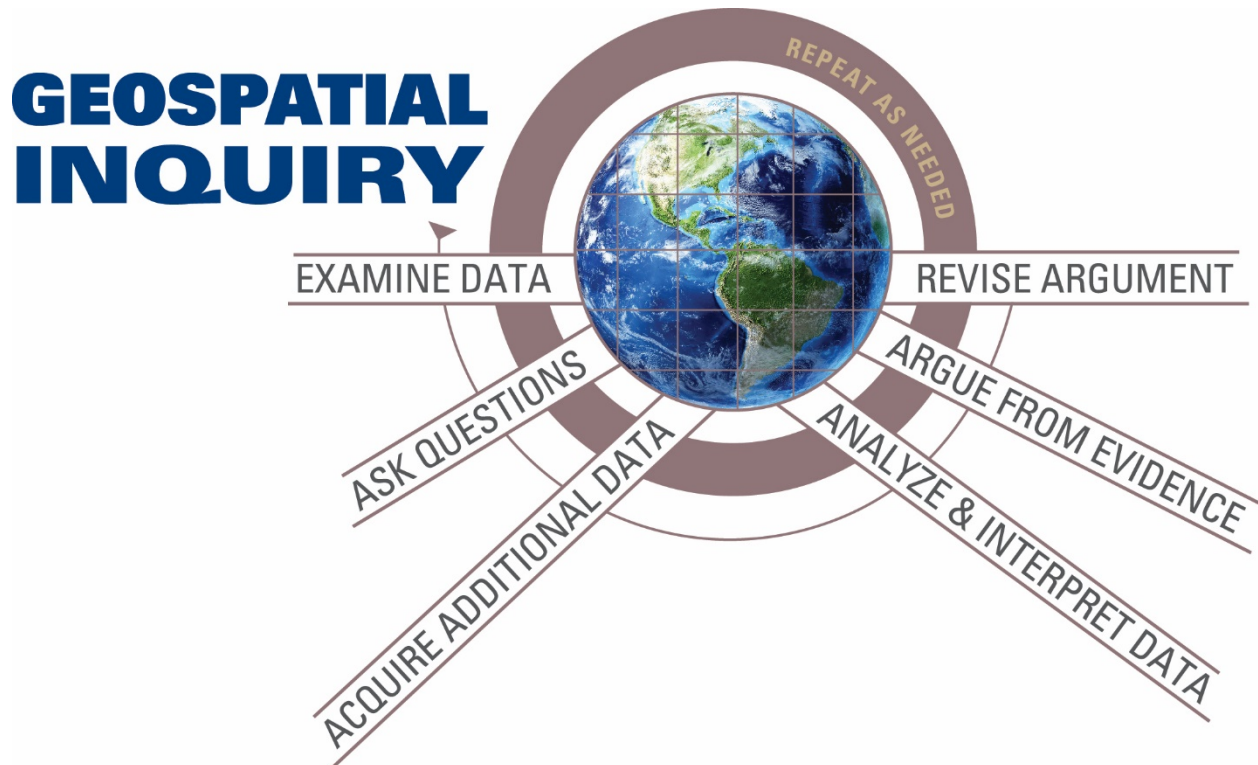 GEOSPATIAL
INQUIRY
REPEAT AS NEEDED
EXAMINE DATA
ASK QUESTIONS
ACQUIRE ADDITIONAL DATA
ANALYZE & INTERPRET DATA
ARGUE FROM EVIDENCE
REVISE ARGUMENT